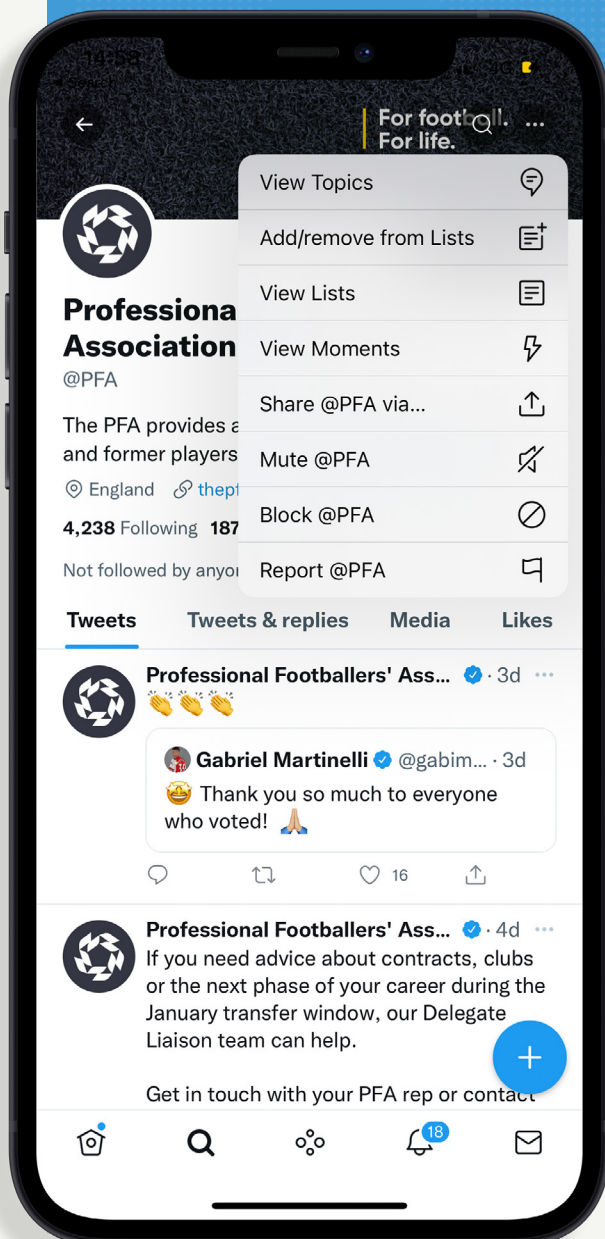 14:58
For football.
For life.
View Topics
Add/remove from Lists
View Lists
View Moments
Share @PFA via...
Mute @PFA
Block @PFA
Report @PFA
Professiona
Association
@PFA
The PFA provides a
and former players
England thepf
4,238 Following 187
Not followed by anyo
Tweets Tweets & replies Media Likes
Professional Footballers' Ass... · 3d ...
👏👏👏
Gabriel Martinelli @gabim... · 3d
🤩 Thank you so much to everyone
who voted! 🙏🏼
16
Professional Footballers' Ass... · 4d ...
If you need advice about contracts, clubs
or the next phase of your career during the
January transfer window, our Delegate
Liaison team can help.
Get in touch with your PFA rep or contact
18